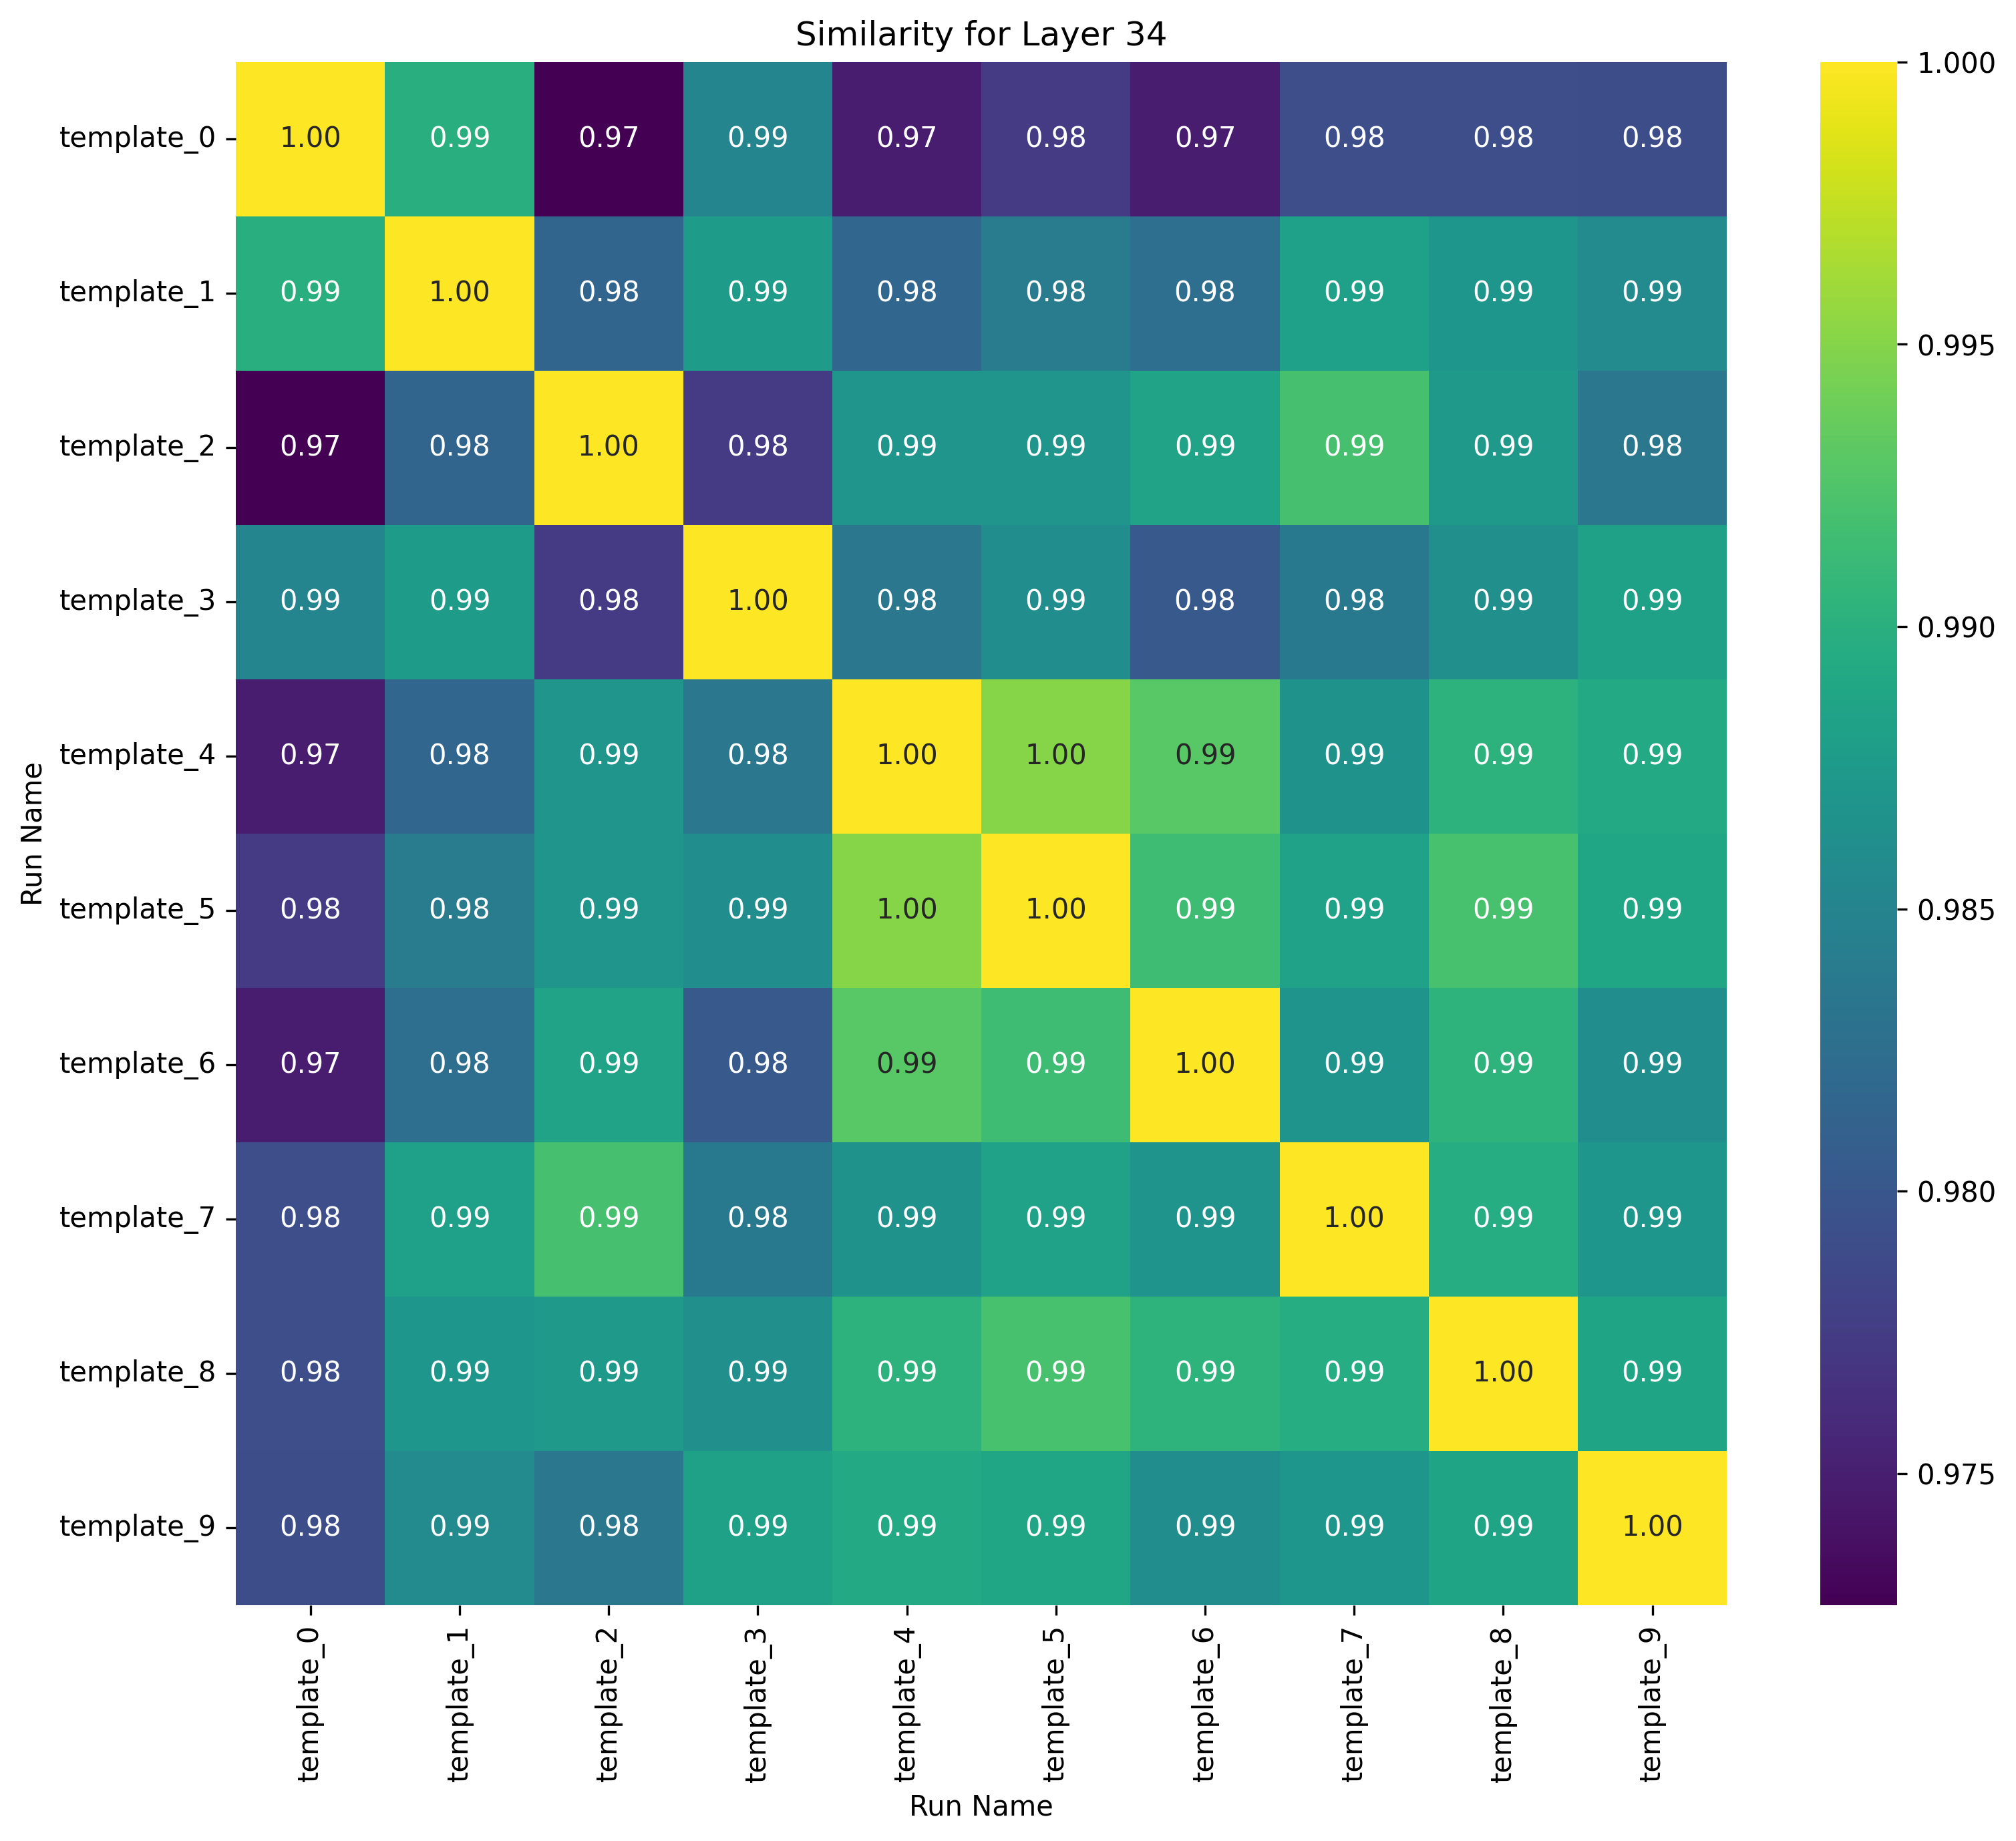 Similarity for Layer 34
template_0 1.00 0.99 0.97 0.99 0.97 0.98 0.97 0.98 0.98 0.98
template_1 0.99 1.00 0.98 0.99 0.98 0.98 0.98 0.99 0.99 0.99
template_2 0.97 0.98 1.00 0.98 0.99 0.99 0.99 0.99 0.99 0.98
template_3 0.99 0.99 0.98 1.00 0.98 0.99 0.98 0.98 0.99 0.99
template_4 0.97 0.98 0.99 0.98 1.00 1.00 0.99 0.99 0.99 0.99
template_5 0.98 0.98 0.99 0.99 1.00 1.00 0.99 0.99 0.99 0.99
template_6 0.97 0.98 0.99 0.98 0.99 0.99 1.00 0.99 0.99 0.99
template_7 0.98 0.99 0.99 0.98 0.99 0.99 0.99 1.00 0.99 0.99
template_8 0.98 0.99 0.99 0.99 0.99 0.99 0.99 0.99 1.00 0.99
template_9 0.98 0.99 0.98 0.99 0.99 0.99 0.99 0.99 0.99 1.00
template_0 template_1 template_2 template_3 template_4 template_5 template_6 template_7 template_8 template_9
Run Name
Run Name
1.000
0.995
0.990
0.985
0.980
0.975